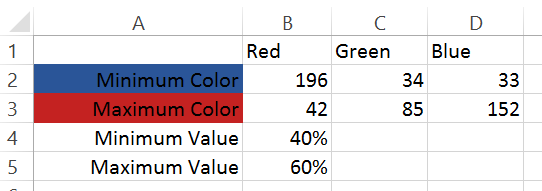 A B C D
1 Red Green Blue
2 Minimum Color 196 34 33
3 Maximum Color 42 85 152
4 Minimum Value 40%
5 Maximum Value 60%